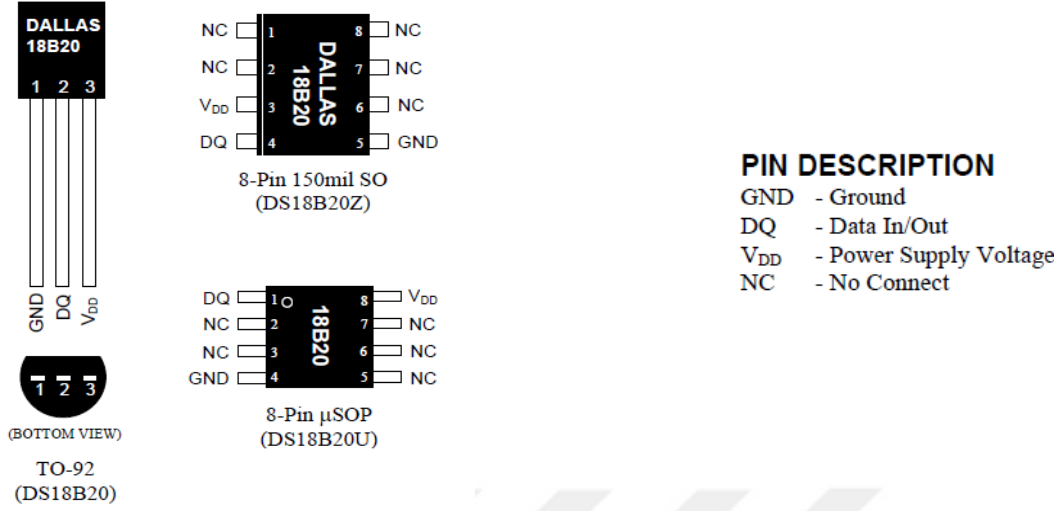 DALLAS
18B20
1 2 3
GND DQ VDD
1 2 3
(BOTTOM VIEW)
TO-92
(DS18B20)
NC 1 8 NC
NC 2 7 NC
VDD 3 6 NC
DQ 4 5 GND
DALLAS
18B20
8-Pin 150mil SO
(DS18B20Z)
DQ 1 8 VDD
NC 2 7 NC
NC 3 6 NC
GND 4 5 NC
18B20
8-Pin μSOP
(DS18B20U)
PIN DESCRIPTION
GND - Ground
DQ - Data In/Out
VDD - Power Supply Voltage
NC - No Connect